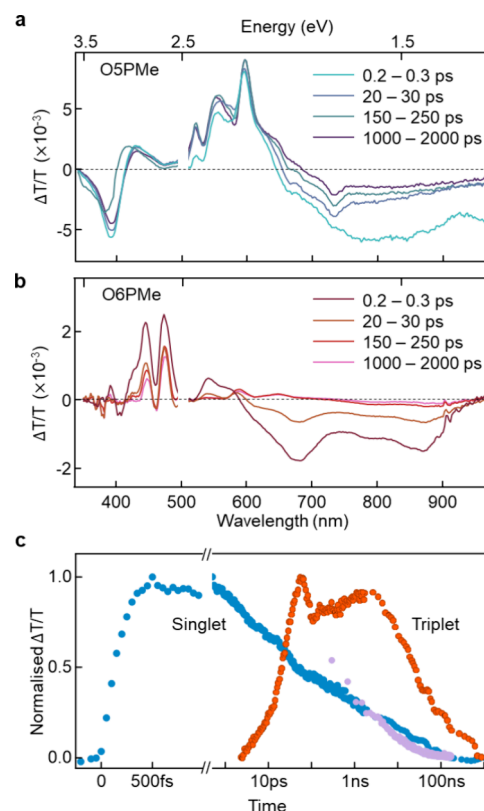 a
Energy (eV)
3.5 2.5 1.5
O5PMe
0.2 – 0.3 ps
20 – 30 ps
150 – 250 ps
1000 – 2000 ps
ΔT/T (×10⁻³)
5
0
-5
b
O6PMe
0.2 – 0.3 ps
20 – 30 ps
150 – 250 ps
1000 – 2000 ps
ΔT/T (×10⁻³)
2
0
-2
400 500 600 700 800 900
Wavelength (nm)
c
Normalised ΔT/T
1.0
0.5
0.0
Singlet
Triplet
0 500fs 10ps 1ns 100ns
Time